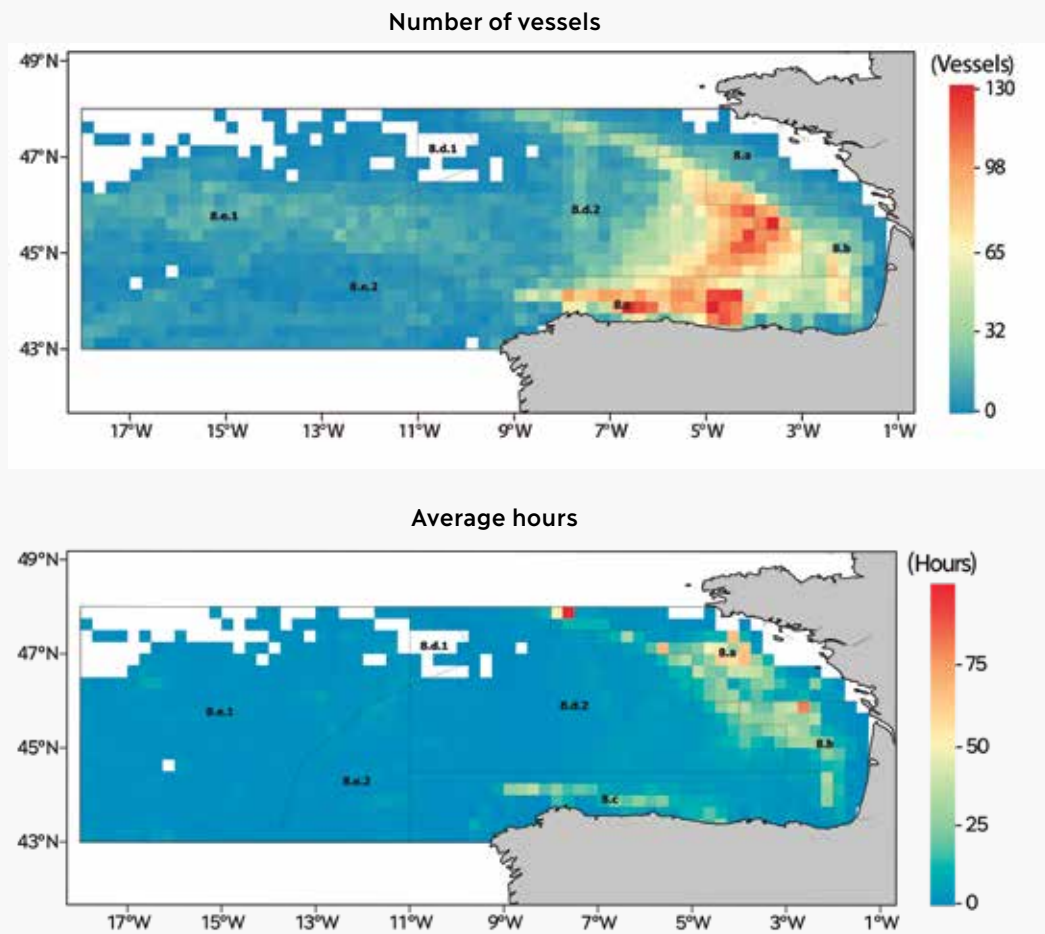 Number of vessels
49°N
47°N
45°N
43°N
8.d.1
8.a
8.e.1
8.d.2
8.b
8.e.2
8.c
17°W 15°W 13°W 11°W 9°W 7°W 5°W 3°W 1°W
(Vessels)
130
98
65
32
0
Average hours
49°N
47°N
45°N
43°N
8.d.1
8.a
8.e.1
8.d.2
8.b
8.e.2
8.c
17°W 15°W 13°W 11°W 9°W 7°W 5°W 3°W 1°W
(Hours)
75
50
25
0